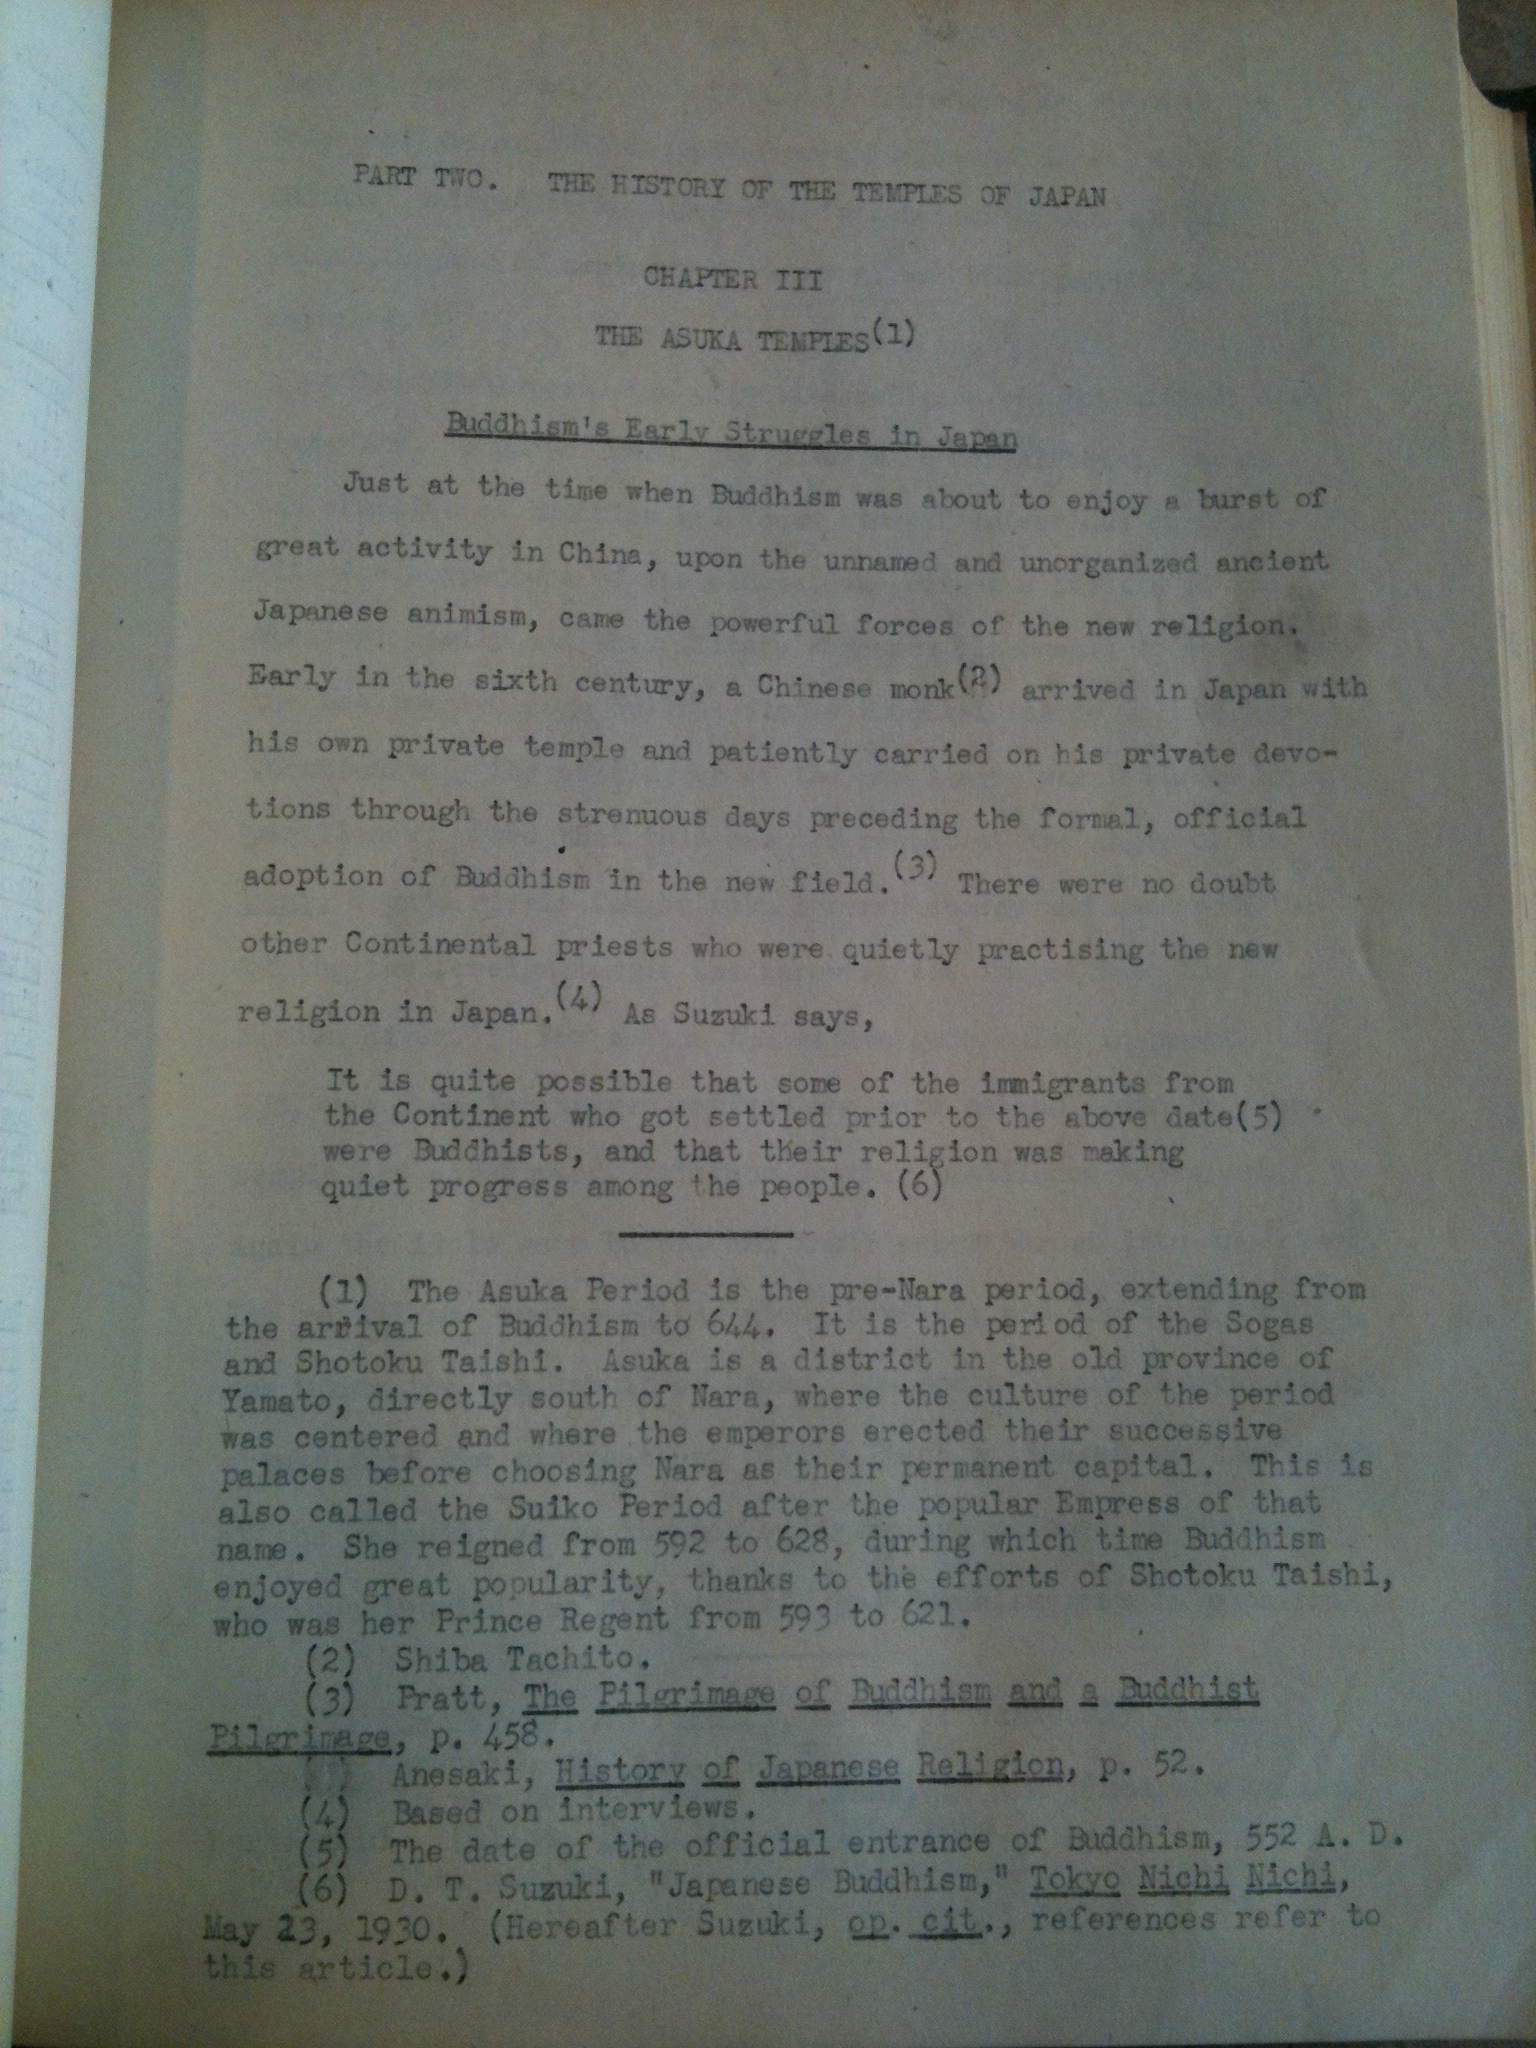 PART TWO. THE HISTORY OF THE TEMPLES OF JAPAN
CHAPTER III
THE ASUKA TEMPLES(1)
Buddhism's Early Struggles in Japan
Just at the time when Buddhism was about to enjoy a burst of
great activity in China, upon the unnamed and unorganized ancient
Japanese animism, came the powerful forces of the new religion.
Early in the sixth century, a Chinese monk(2) arrived in Japan with
his own private temple and patiently carried on his private devo-
tions through the strenuous days preceding the formal, official
adoption of Buddhism in the new field.(3) There were no doubt
other Continental priests who were quietly practising the new
religion in Japan.(4) As Suzuki says,
It is quite possible that some of the immigrants from
the Continent who got settled prior to the above date(5)
were Buddhists, and that their religion was making
quiet progress among the people. (6)
(1) The Asuka Period is the pre-Nara period, extending from
the arrival of Buddhism to 644. It is the period of the Sogas
and Shotoku Taishi. Asuka is a district in the old province of
Yamato, directly south of Nara, where the culture of the period
was centered and where the emperors erected their successive
palaces before choosing Nara as their permanent capital. This is
also called the Suiko Period after the popular Empress of that
name. She reigned from 592 to 628, during which time Buddhism
enjoyed great popularity, thanks to the efforts of Shotoku Taishi,
who was her Prince Regent from 593 to 621.
(2) Shiba Tachito.
(3) Pratt, The Pilgrimage of Buddhism and a Buddhist
Pilgrimage, p. 458.
Anesaki, History of Japanese Religion, p. 52.
(4) Based on interviews.
(5) The date of the official entrance of Buddhism, 552 A. D.
(6) D. T. Suzuki, "Japanese Buddhism," Tokyo Nichi Nichi,
May 23, 1930. (Hereafter Suzuki, op. cit., references refer to
this article.)